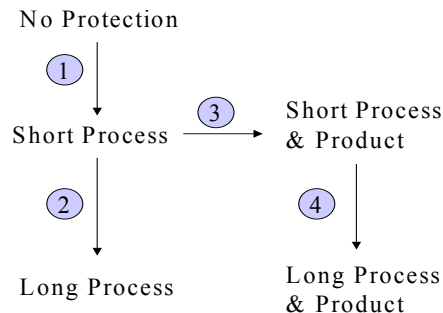 No Protection
1
Short Process
3
Short Process
& Product
2
4
Long Process
Long Process
& Product